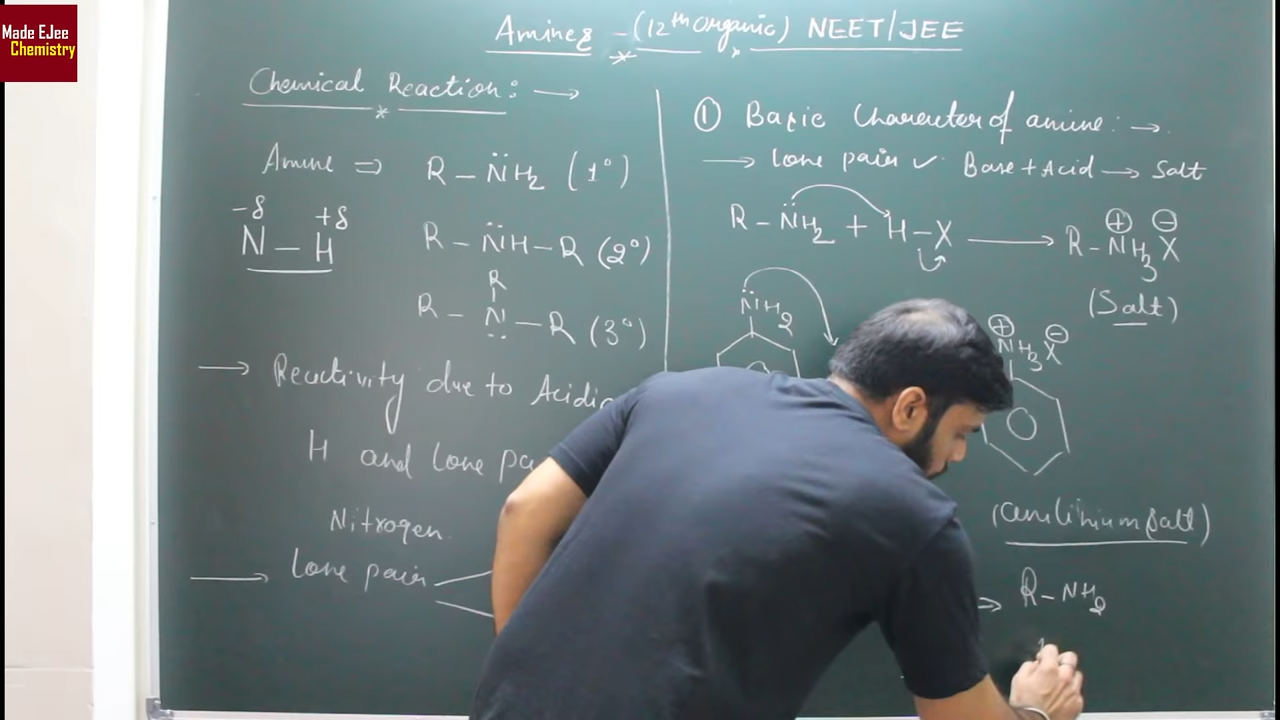 Made EJee
Chemistry
Amines - (12th Organic) NEET/JEE
Chemical Reaction: →
Amine ⇒ R - N̈H2 (1°)
-δ +δ
N - H
R - N̈H - R (2°)
R
R - N - R (3°)
→ Reactivity due to Acidic
H and Lone pa
Nitrogen.
→ Lone pair
① Basic Character of amine: →
→ lone pair ✓ Base + Acid → Salt
R - N̈H2 + H - X → R - N⊕H3 X⊖
(Salt)
N̈H2
⊕ ⊖
NH3 X
(anilinium Salt)
→ R - NH2